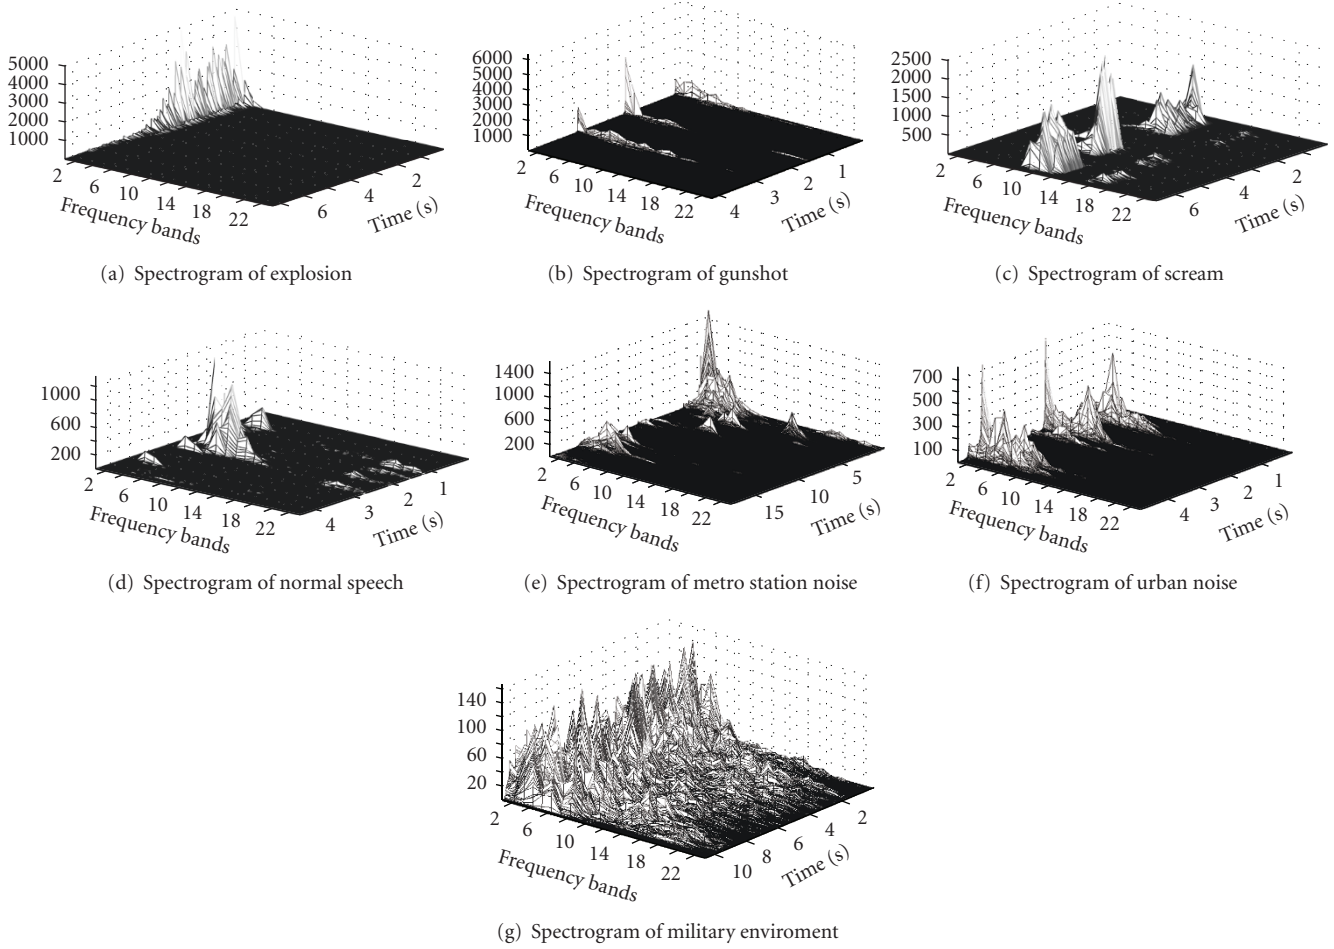 5000
4000
3000
2000
1000
2 6 10 14 18 22
6 4 2
Frequency bands
Time (s)
(a) Spectrogram of explosion
6000
5000
4000
3000
2000
1000
2 6 10 14 18 22
4 3 2 1
Frequency bands
Time (s)
(b) Spectrogram of gunshot
2500
2000
1500
1000
500
2 6 10 14 18 22
6 4 2
Frequency bands
Time (s)
(c) Spectrogram of scream
1000
600
200
2 6 10 14 18 22
4 3 2 1
Frequency bands
Time (s)
(d) Spectrogram of normal speech
1400
1000
600
200
2 6 10 14 18 22
15 10 5
Frequency bands
Time (s)
(e) Spectrogram of metro station noise
700
500
300
100
2 6 10 14 18 22
4 3 2 1
Frequency bands
Time (s)
(f) Spectrogram of urban noise
140
100
60
20
2 6 10 14 18 22
10 8 6 4 2
Frequency bands
Time (s)
(g) Spectrogram of military enviroment